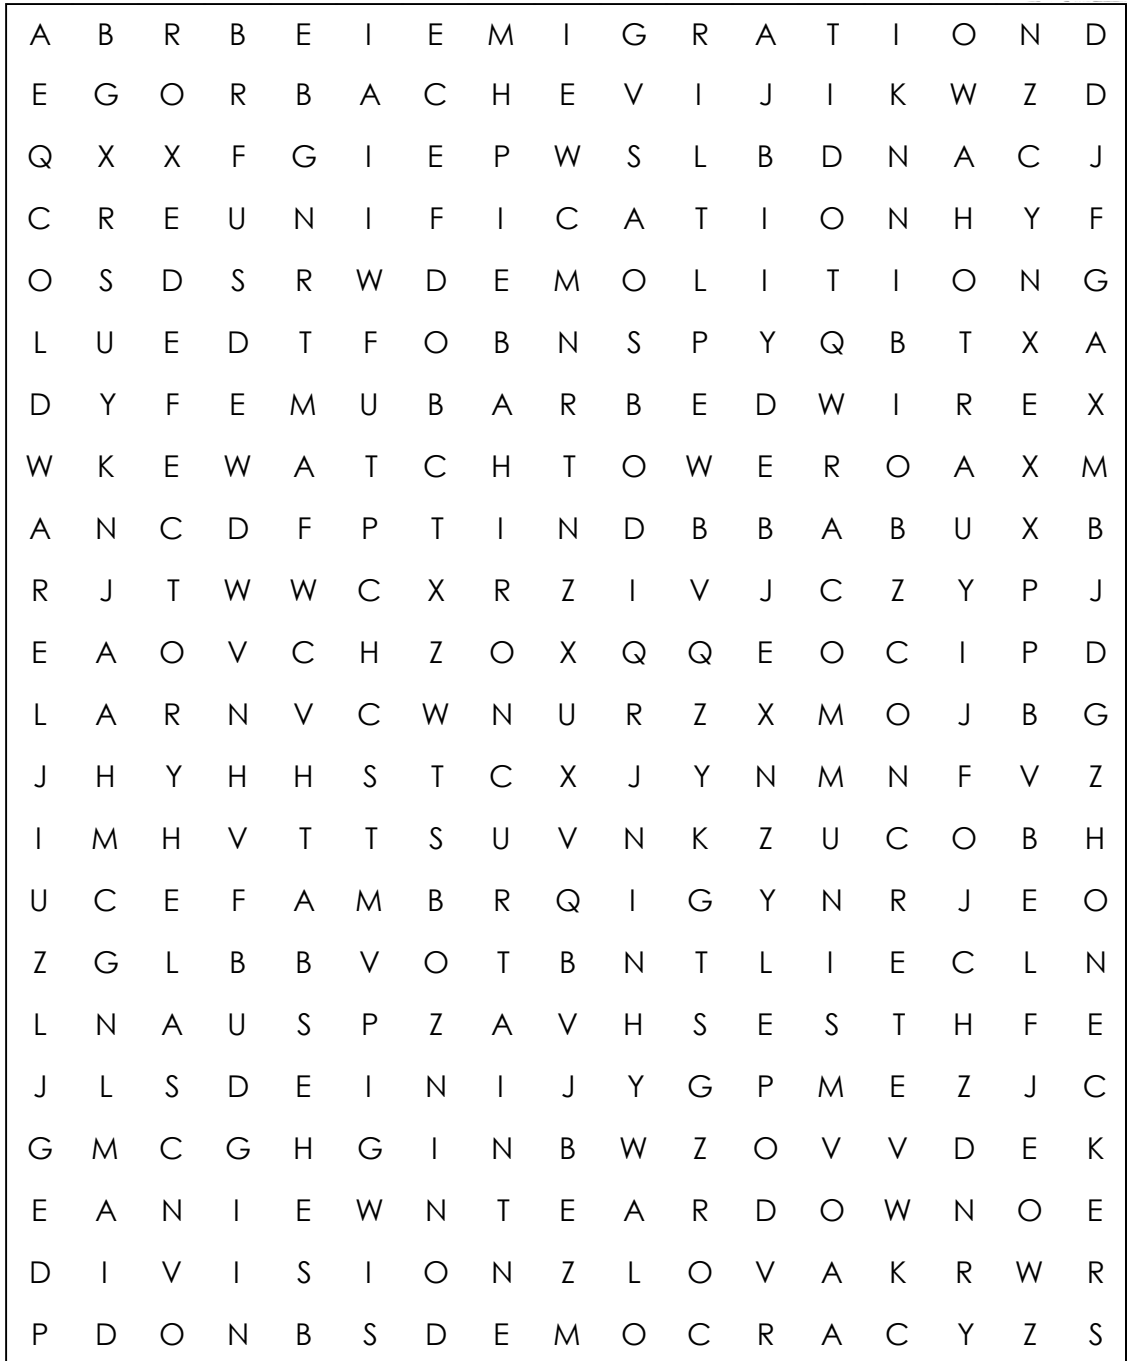 A B R B E I E M I G R A T I O N D
E G O R B A C H E V I J I K W Z D
Q X X F G I E P W S L B D N A C J
C R E U N I F I C A T I O N H Y F
O S D S R W D E M O L I T I O N G
L U E D T F O B N S P Y Q B T X A
D Y F E M U B A R B E D W I R E X
W K E W A T C H T O W E R O A X M
A N C D F P T I N D B B A B U X B
R J T W W C X R Z I V J C Z Y P J
E A O V C H Z O X Q Q E O C I P D
L A R N V C W N U R Z X M O J B G
J H Y H H S T C X J Y N M N F V Z
I M H V T T S U V N K Z U C O B H
U C E F A M B R Q I G Y N R J E O
Z G L B B V O T B N T L I E C L N
L N A U S P Z A V H S E S T H F E
J L S D E I N I J Y G P M E Z J C
G M C G H G I N B W Z O V V D E K
E A N I E W N T E A R D O W N O E
D I V I S I O N Z L O V A K R W R
P D O N B S D E M O C R A C Y Z S